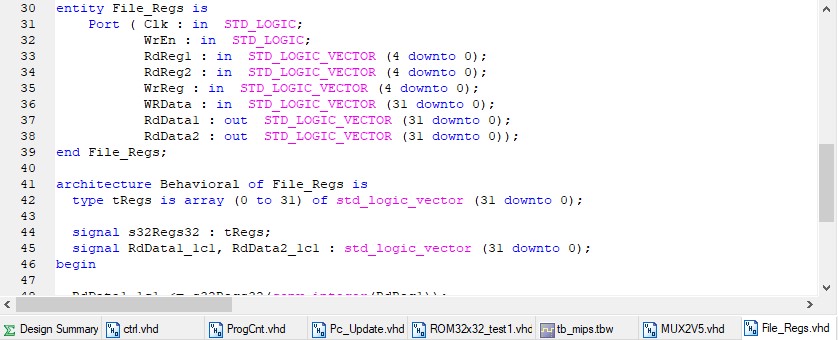 30 entity File_Regs is
31 Port ( Clk : in STD_LOGIC;
32 WrEn : in STD_LOGIC;
33 RdReg1 : in STD_LOGIC_VECTOR (4 downto 0);
34 RdReg2 : in STD_LOGIC_VECTOR (4 downto 0);
35 WrReg : in STD_LOGIC_VECTOR (4 downto 0);
36 WRData : in STD_LOGIC_VECTOR (31 downto 0);
37 RdData1 : out STD_LOGIC_VECTOR (31 downto 0);
38 RdData2 : out STD_LOGIC_VECTOR (31 downto 0));
39 end File_Regs;
40
41 architecture Behavioral of File_Regs is
42 type tRegs is array (0 to 31) of std_logic_vector (31 downto 0);
43
44 signal s32Regs32 : tRegs;
45 signal RdData1_lcl, RdData2_lcl : std_logic_vector (31 downto 0);
46 begin
47
Design Summary ctrl.vhd ProgCnt.vhd Pc_Update.vhd ROM32x32_test1.vhd tb_mips.tbw MUX2V5.vhd File_Regs.vhd